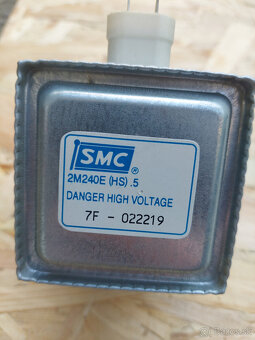 SMC ®
2M240E (HS) .5
DANGER HIGH VOLTAGE
7F - 022219